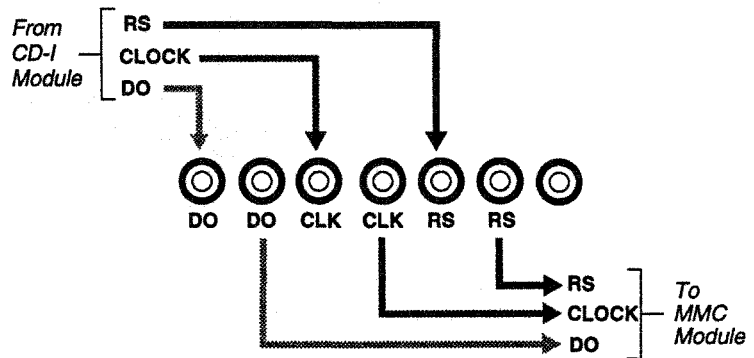 From
CD-I
Module
RS
CLOCK
DO
DO DO CLK CLK RS RS
RS
CLOCK
DO
To
MMC
Module